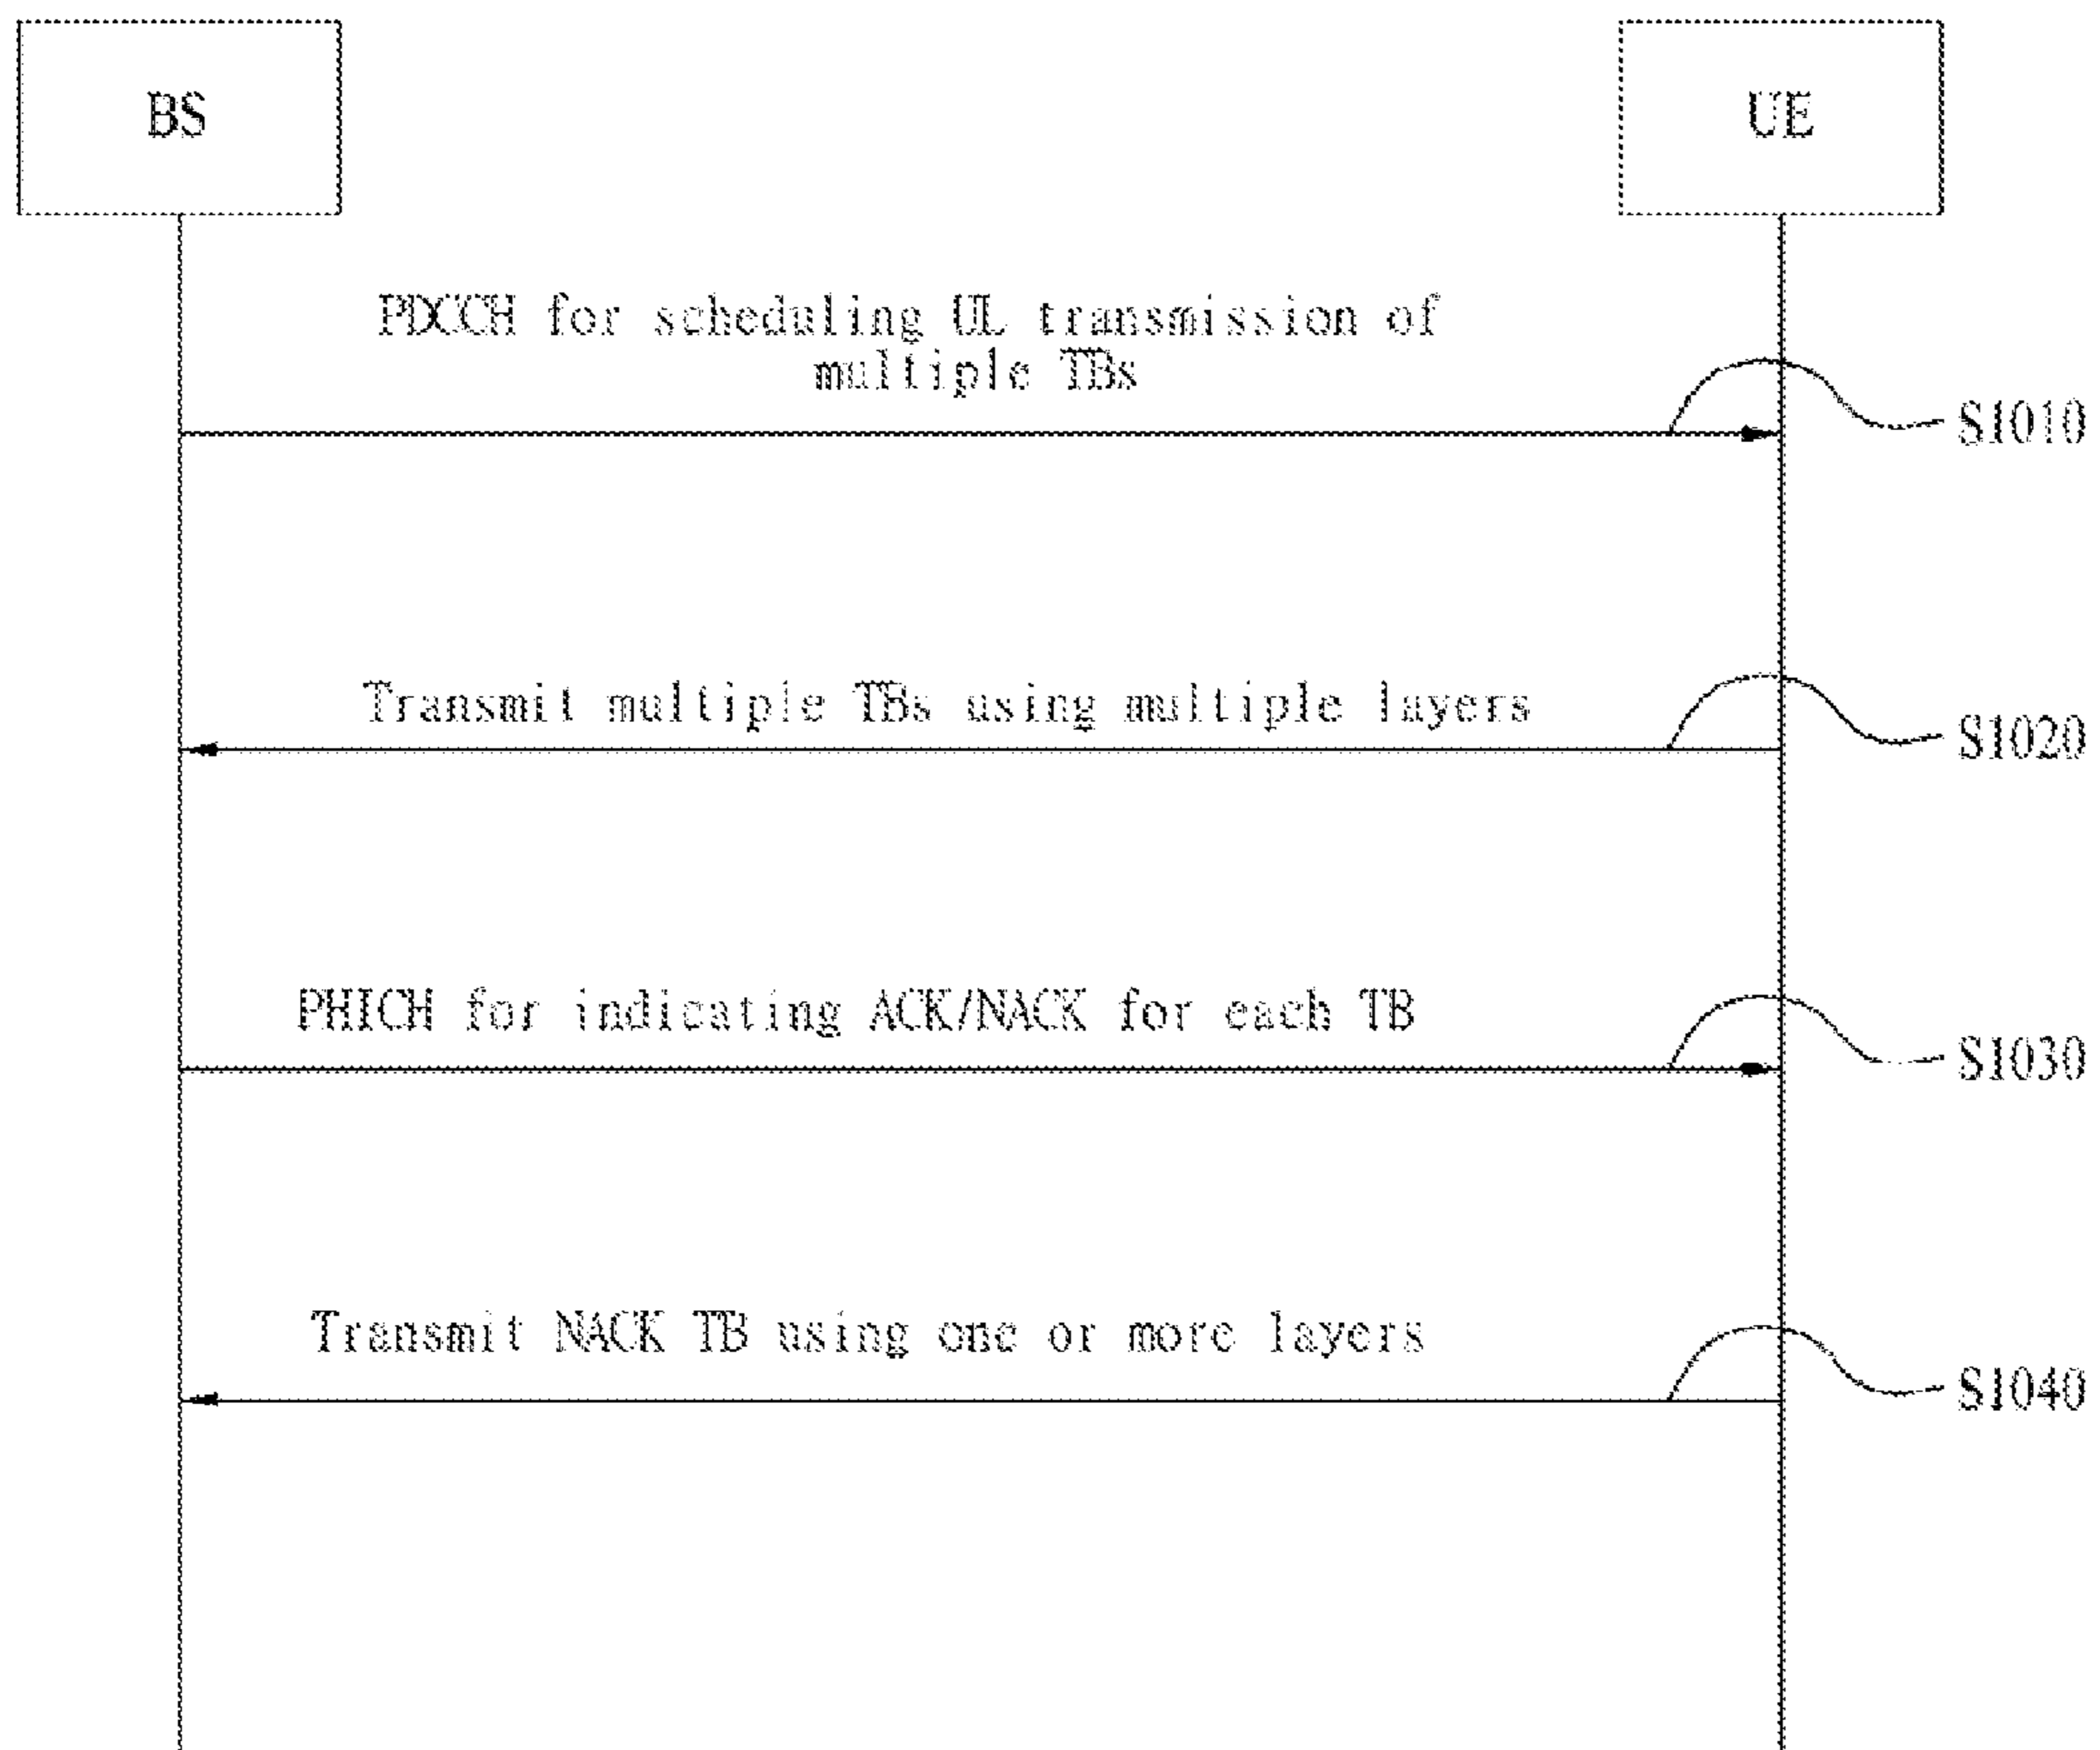 BS
UE
PDCCH for scheduling UL transmission of
multiple TBs
S1010
Transmit multiple TBs using multiple layers
S1020
PHICH for indicating ACK/NACK for each TB
S1030
Transmit NACK TB using one or more layers
S1040